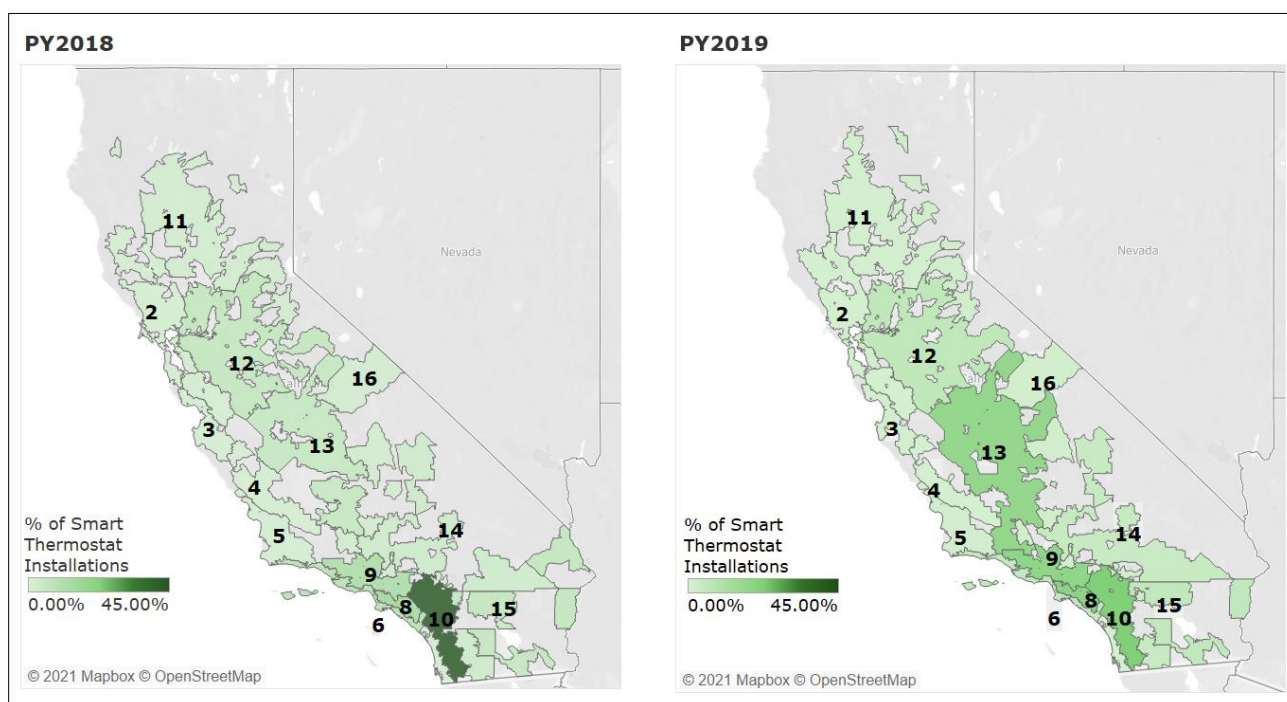 PY2018
11
Nevada
2
12
16
3
13
4
5
14
9
8
15
10
6
% of Smart
Thermostat
Installations
0.00% 45.00%
© 2021 Mapbox © OpenStreetMap
PY2019
11
Nevada
2
12
16
3
13
4
5
14
9
8
15
10
6
% of Smart
Thermostat
Installations
0.00% 45.00%
© 2021 Mapbox © OpenStreetMap